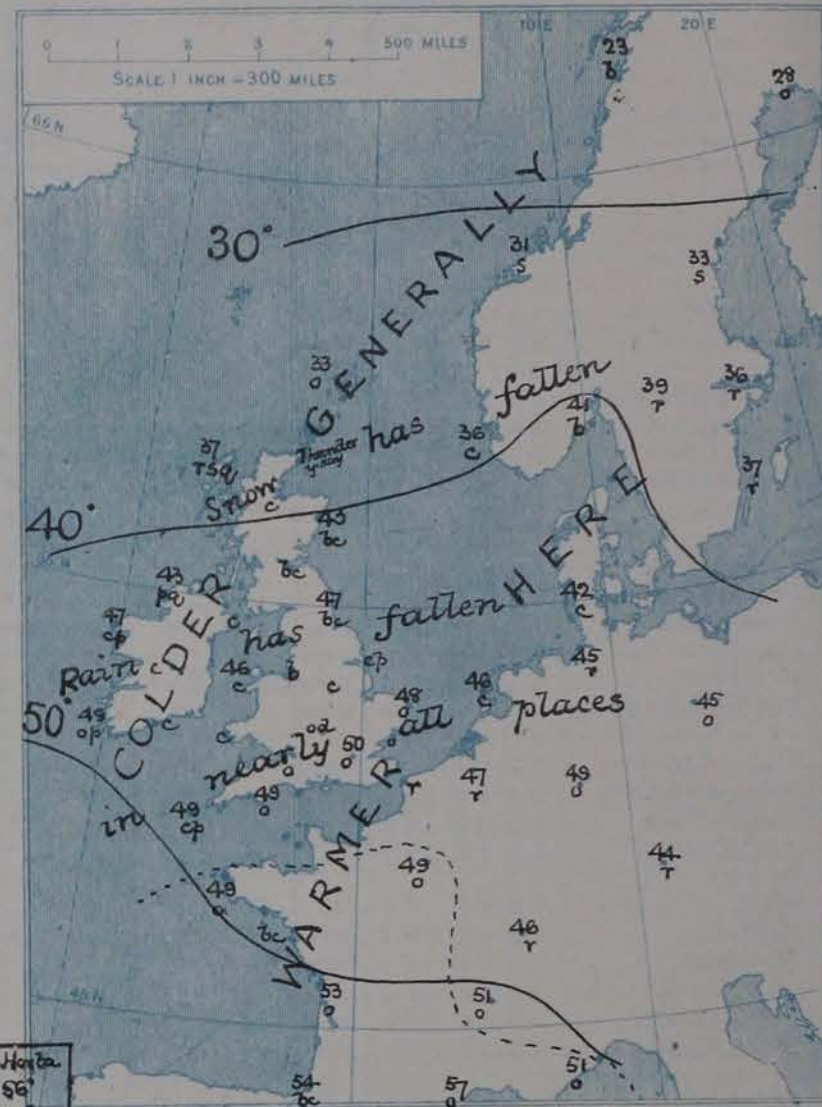 0 1 2 3 4 500 MILES
SCALE 1 INCH = 300 MILES
10°E
20°E
23
b
28
o
65 N
30°
GENERALLY
31
s
33
s
33
o
fallen
39
r
36
r
41
b
37
rsq
Thunder
has
36
c
37
r
Snow
c
40°
43
bc
HERE
bc
43
pq
COLDER
47
bc
fallen
42
c
47
cp
c
has
Rain
c
46
c
b
cp
45
r
c
48
o
46
c
50°
49
op
c
c
all
places
45
o
o
nearly
50
o
o
in
49
cp
49
o
WARMER
r
47
r
49
o
44
r
49
o
49
o
bc
46
r
45 N
53
o
51
o
Horta
56°
54
bc
57
o
51
o